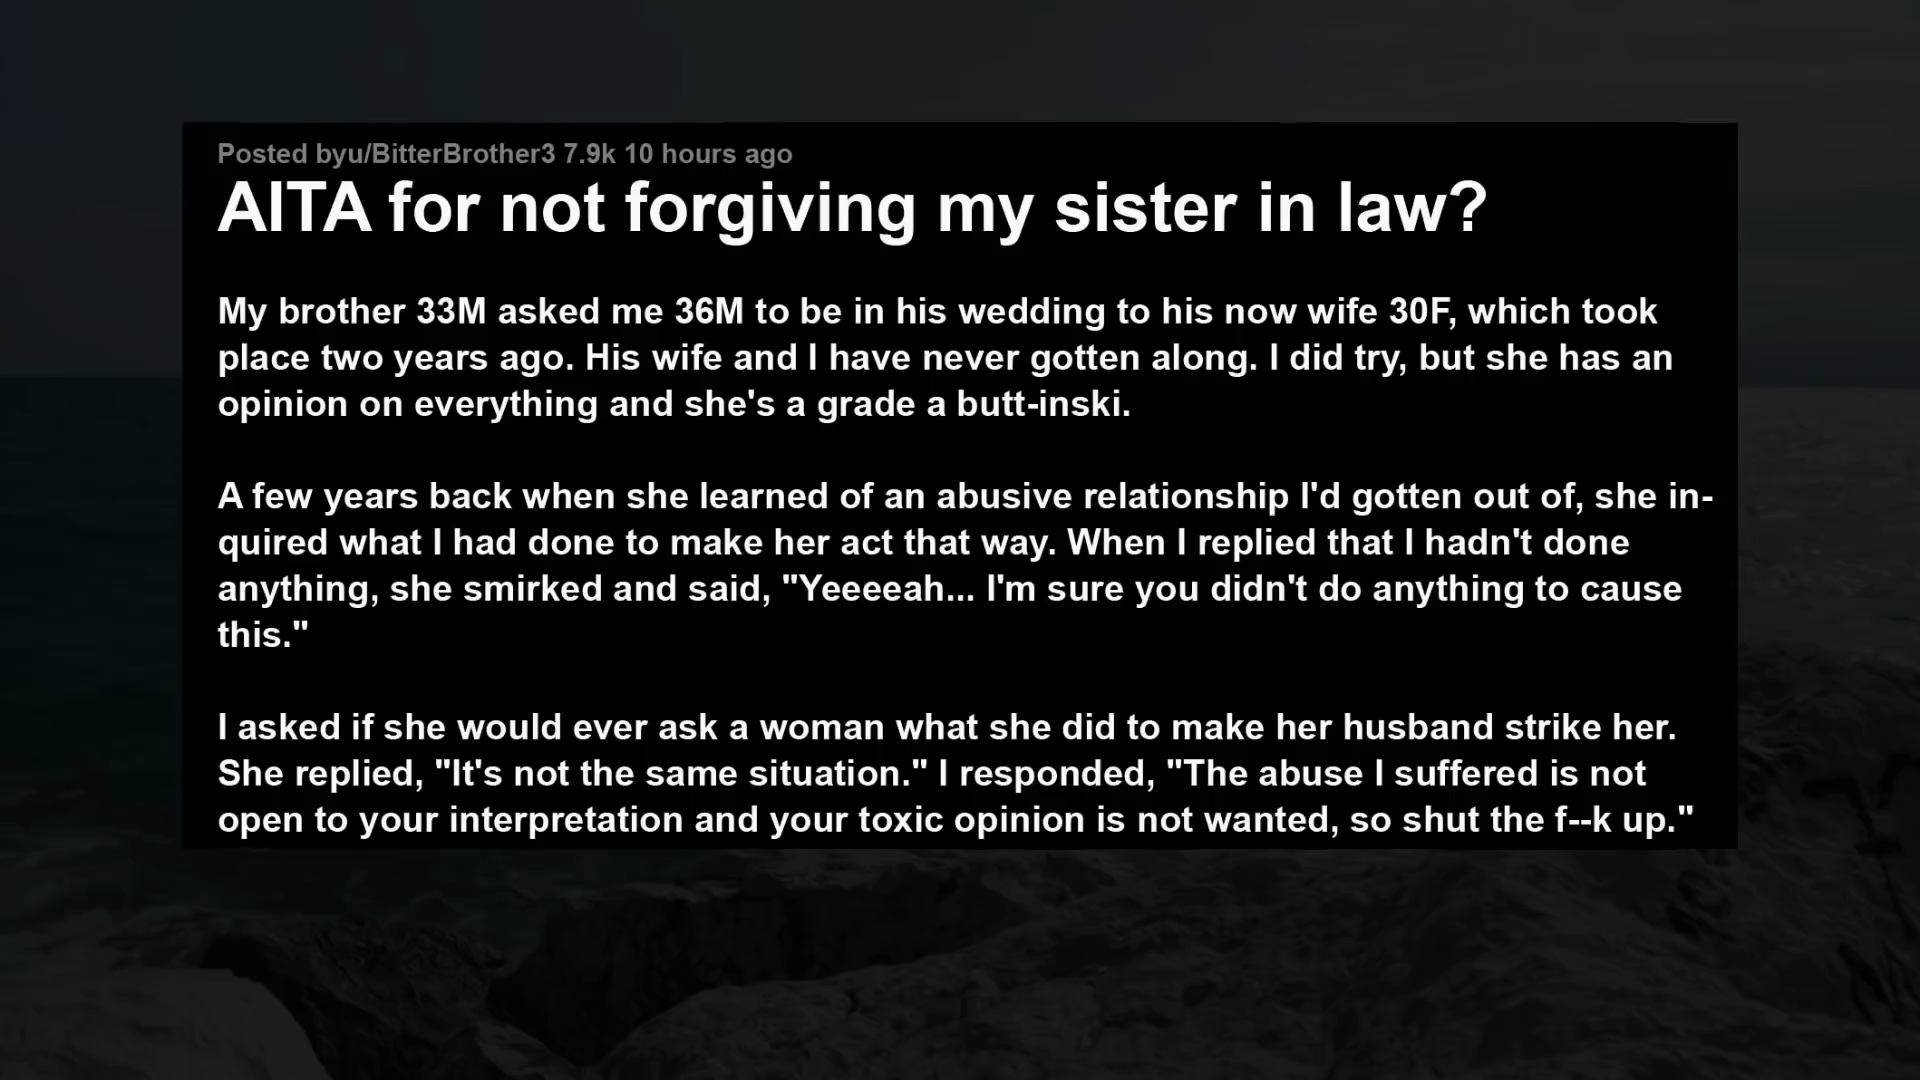 Posted byu/BitterBrother3 7.9k 10 hours ago
AITA for not forgiving my sister in law?
My brother 33M asked me 36M to be in his wedding to his now wife 30F, which took
place two years ago. His wife and I have never gotten along. I did try, but she has an
opinion on everything and she's a grade a butt-inski.
A few years back when she learned of an abusive relationship I'd gotten out of, she in-
quired what I had done to make her act that way. When I replied that I hadn't done
anything, she smirked and said, "Yeeeeah... I'm sure you didn't do anything to cause
this."
I asked if she would ever ask a woman what she did to make her husband strike her.
She replied, "It's not the same situation." I responded, "The abuse I suffered is not
open to your interpretation and your toxic opinion is not wanted, so shut the f--k up."